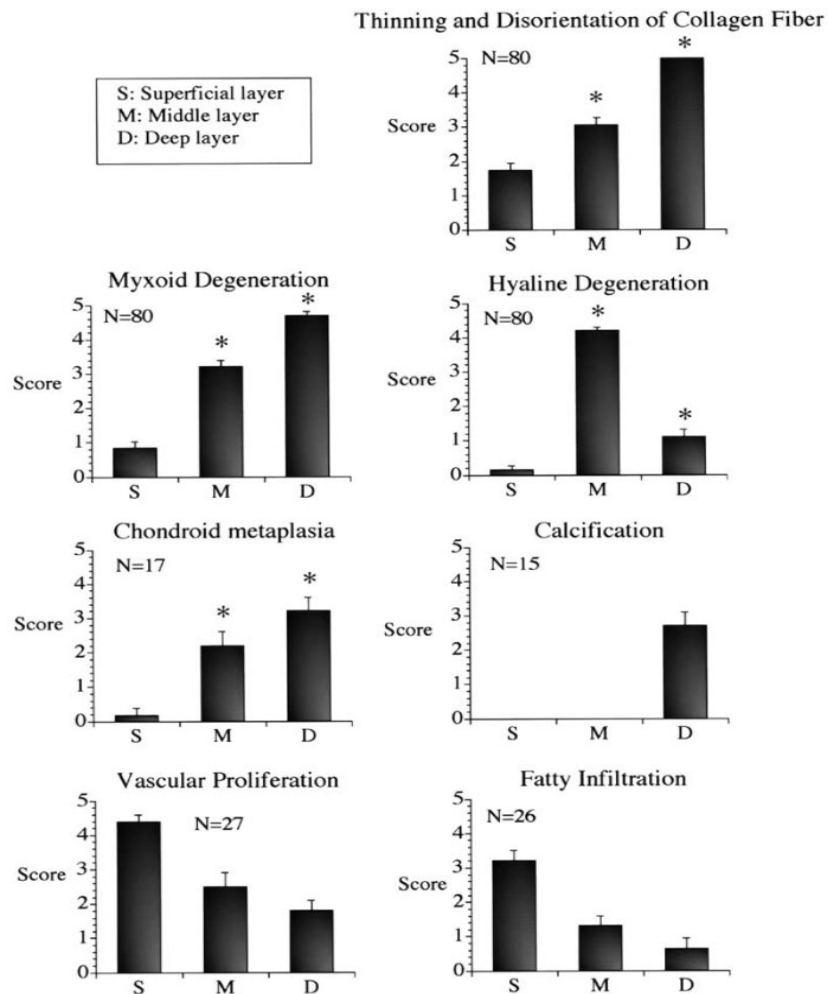 Thinning and Disorientation of Collagen Fiber
S: Superficial layer
M: Middle layer
D: Deep layer
N=80
Score
5
4
3
2
1
0
*
*
S M D
Myxoid Degeneration
N=80
Score
5
4
3
2
1
0
*
*
S M D
Hyaline Degeneration
N=80
Score
5
4
3
2
1
0
*
*
S M D
Chondroid metaplasia
N=17
Score
5
4
3
2
1
0
*
*
S M D
Calcification
N=15
Score
5
4
3
2
1
0
S M D
Vascular Proliferation
N=27
Score
5
4
3
2
1
0
S M D
Fatty Infiltration
N=26
Score
5
4
3
2
1
0
S M D